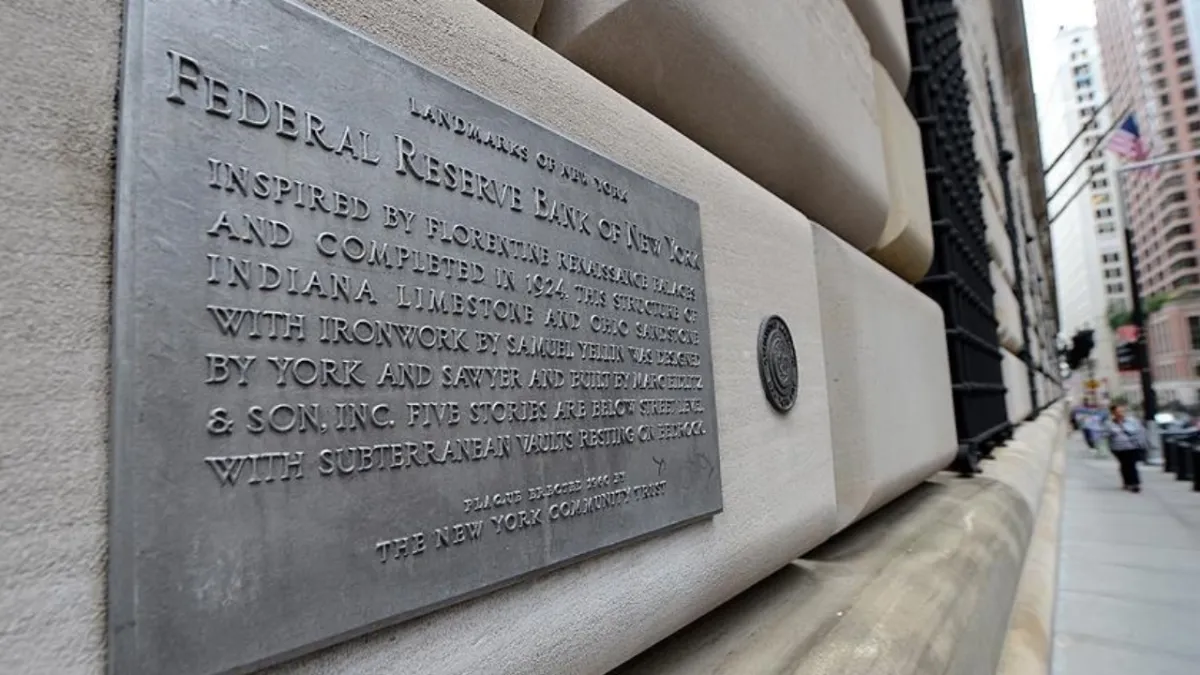 LANDMARKS OF NEW YORK
FEDERAL RESERVE BANK OF NEW YORK
INSPIRED BY FLORENTINE RENAISSANCE PALACES
AND COMPLETED IN 1924, THIS STRUCTURE OF
INDIANA LIMESTONE AND OHIO SANDSTONE
WITH IRONWORK BY SAMUEL YELLIN WAS DESIGNED
BY YORK AND SAWYER AND BUILT BY MARC EIDLITZ
& SON, INC. FIVE STORIES ARE BELOW STREET LEVEL
WITH SUBTERRANEAN VAULTS RESTING ON BEDROCK.
PLAQUE ERECTED BY
THE NEW YORK COMMUNITY TRUST